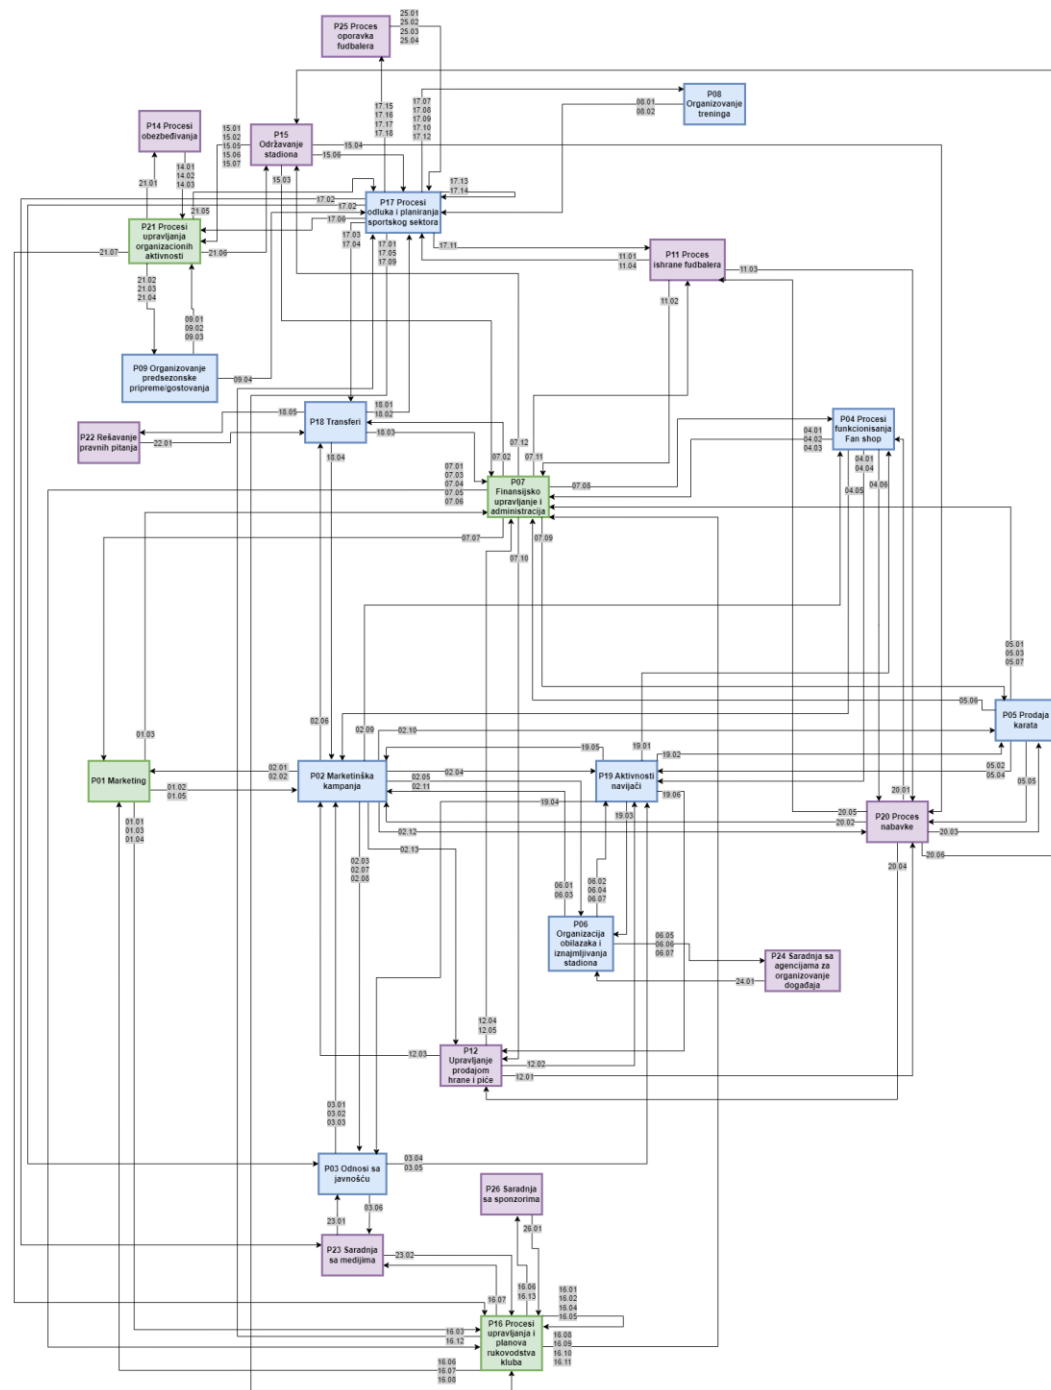 P25 Proces
oporavka
fudbalera
25.01
25.02
25.03
25.04
P08
Organizovanje
treninga
08.01
08.02
17.15
17.16
17.17
17.18
17.07
17.08
17.09
17.10
17.12
P14 Procesi
obezbeđivanja
15.01
15.02
15.05
15.06
15.07
P15
Održavanje
stadiona
15.04
15.06
15.03
14.01
14.02
14.03
21.01
21.05
17.02
17.02
17.13
17.14
P17 Procesi
odluka i planiranja
sportskog sektora
17.06
17.03
17.04
17.01
17.05
17.09
17.11
P21 Procesi
upravljanja
organizacionih
aktivnosti
21.07
21.06
11.01
11.04
P11 Proces
ishrane fudbalera
11.03
11.02
21.02
21.03
21.04
09.01
09.02
09.03
P09 Organizovanje
predsezonske
pripreme/gostovanja
09.04
P22 Rešavanje
pravnih pitanja
22.01
18.05
P18 Transferi
18.01
18.02
18.03
18.04
07.02
07.12
07.11
P04 Procesi
funkcionisanja
Fan shop
04.01
04.02
04.03
04.01
04.04
04.05
04.06
07.01
07.03
07.04
07.05
07.06
P07
Finansijsko
upravljanje i
administracija
07.08
07.07
07.10
07.09
05.01
05.03
05.07
05.06
P05 Prodaja
karata
01.03
02.06
02.09
02.10
19.05
19.01
19.02
05.02
05.04
05.05
P01 Marketing
02.01
02.02
01.02
01.05
P02 Marketinška
kampanja
02.05
02.11
02.04
P19 Aktivnosti
navijači
19.06
19.04
19.03
20.01
P20 Proces
nabavke
20.05
20.02
20.03
20.04
20.06
01.01
01.03
01.04
02.12
02.13
02.03
02.07
02.08
06.01
06.03
06.02
06.04
06.07
P06
Organizacija
obilazaka i
iznajmljivanja
stadiona
06.05
06.06
06.07
P24 Saradnja sa
agencijama za
organizovanje
događaja
24.01
12.04
12.05
12.03
P12
Upravljanje
prodajom
hrane i piće
12.02
12.01
03.01
03.02
03.03
P03 Odnosi sa
javnošću
03.04
03.05
03.06
23.01
P26 Saradnja
sa sponzorima
26.01
P23 Saradnja
sa medijima
23.02
16.07
16.06
16.13
16.01
16.02
16.04
16.05
16.03
16.12
P16 Procesi
upravljanja i
planova
rukovodstva
kluba
16.08
16.09
16.10
16.11
16.06
16.07
16.08